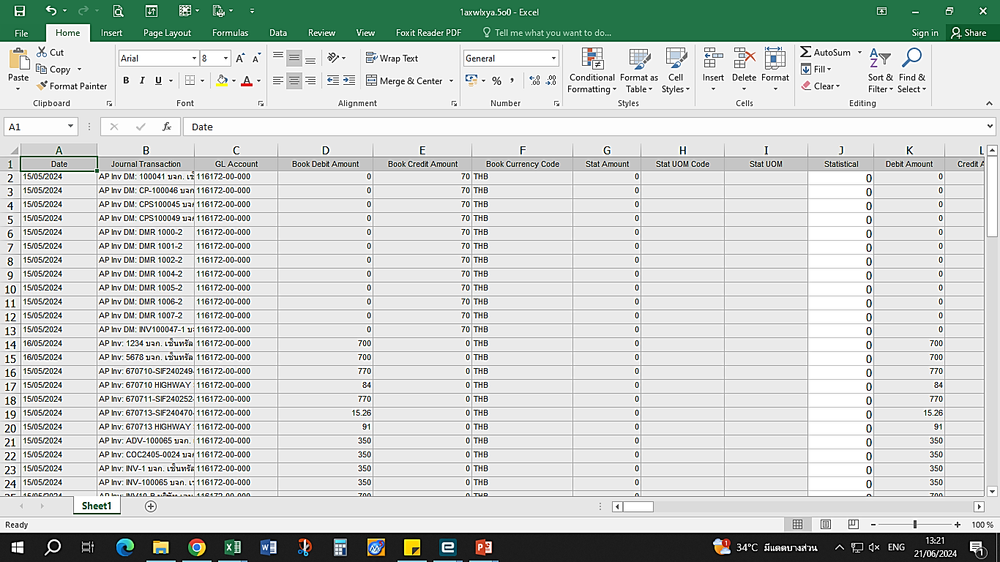 1axwlxya.5o0 - Excel
File Home Insert Page Layout Formulas Data Review View Foxit Reader PDF Tell me what you want to do... Sign in Share
Paste Cut Copy Format Painter
Arial 8 B I U
Wrap Text
Merge & Center
General
Conditional Formatting Format as Table Cell Styles
Insert Delete Format
AutoSum Fill Clear
Sort & Filter Find & Select
Clipboard Font Alignment Number Styles Cells Editing
A1 fx Date
A B C D E F G H I J K L
1 Date Journal Transaction GL Account Book Debit Amount Book Credit Amount Book Currency Code Stat Amount Stat UOM Code Stat UOM Statistical Debit Amount Credit A
2 15/05/2024 AP Inv DM: 100041 บจก. เซ็ 116172-00-000 0 70 THB 0 0 0
3 15/05/2024 AP Inv DM: CP-100046 บจก 116172-00-000 0 70 THB 0 0 0
4 15/05/2024 AP Inv DM: CPS100045 บจก 116172-00-000 0 70 THB 0 0 0
5 15/05/2024 AP Inv DM: CPS100049 บจก 116172-00-000 0 70 THB 0 0 0
6 15/05/2024 AP Inv DM: DMR 1000-2 116172-00-000 0 70 THB 0 0 0
7 15/05/2024 AP Inv DM: DMR 1001-2 116172-00-000 0 70 THB 0 0 0
8 15/05/2024 AP Inv DM: DMR 1002-2 116172-00-000 0 70 THB 0 0 0
9 15/05/2024 AP Inv DM: DMR 1004-2 116172-00-000 0 70 THB 0 0 0
10 15/05/2024 AP Inv DM: DMR 1005-2 116172-00-000 0 70 THB 0 0 0
11 15/05/2024 AP Inv DM: DMR 1006-2 116172-00-000 0 70 THB 0 0 0
12 15/05/2024 AP Inv DM: DMR 1007-2 116172-00-000 0 70 THB 0 0 0
13 15/05/2024 AP Inv DM: INV100047-1 บจ 116172-00-000 0 70 THB 0 0 0
14 16/05/2024 AP Inv: 1234 บจก. เซ็นทรัล 116172-00-000 700 0 THB 0 0 700
15 16/05/2024 AP Inv: 5678 บจก. เซ็นทรัล 116172-00-000 700 0 THB 0 0 700
16 15/05/2024 AP Inv: 670710-SIF240249- 116172-00-000 770 0 THB 0 0 770
17 15/05/2024 AP Inv: 670710 HIGHWAY 116172-00-000 84 0 THB 0 0 84
18 15/05/2024 AP Inv: 670711-SIF240252- 116172-00-000 770 0 THB 0 0 770
19 15/05/2024 AP Inv: 670713-SIF240470- 116172-00-000 15.26 0 THB 0 0 15.26
20 15/05/2024 AP Inv: 670713 HIGHWAY 116172-00-000 91 0 THB 0 0 91
21 15/05/2024 AP Inv: ADV-100065 บจก. 116172-00-000 350 0 THB 0 0 350
22 15/05/2024 AP Inv: COC2405-0024 บจก 116172-00-000 350 0 THB 0 0 350
23 15/05/2024 AP Inv: INV-1 บจก. เซ็นทรัล 116172-00-000 350 0 THB 0 0 350
24 15/05/2024 AP Inv: INV-100065 บจก. 116172-00-000 350 0 THB 0 0 350
Sheet1
Ready 100 %
34°C มีแดดบางส่วน ENG 13:21
21/06/2024 1